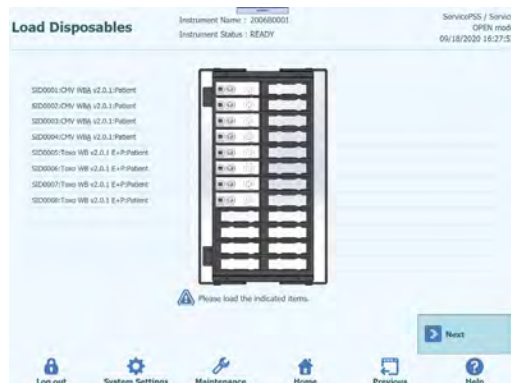 Load Disposables
Instrument Name : 200680001
Instrument Status : READY
ServicePSS / Servic
OPEN mod
09/18/2020 16:27:5
SID0001:CMV WBA v2.0.1:Patient
SID0002:CMV WBA v2.0.1:Patient
SID0003:CMV WBA v2.0.1:Patient
SID0004:CMV WBA v2.0.1:Patient
SID0005:Toxo WB v2.0.1 E+P:Patient
SID0006:Toxo WB v2.0.1 E+P:Patient
SID0007:Toxo WB v2.0.1 E+P:Patient
SID0008:Toxo WB v2.0.1 E+P:Patient
Please load the indicated items.
Next
Log out
System Settings
Maintenance
Home
Previous
Help